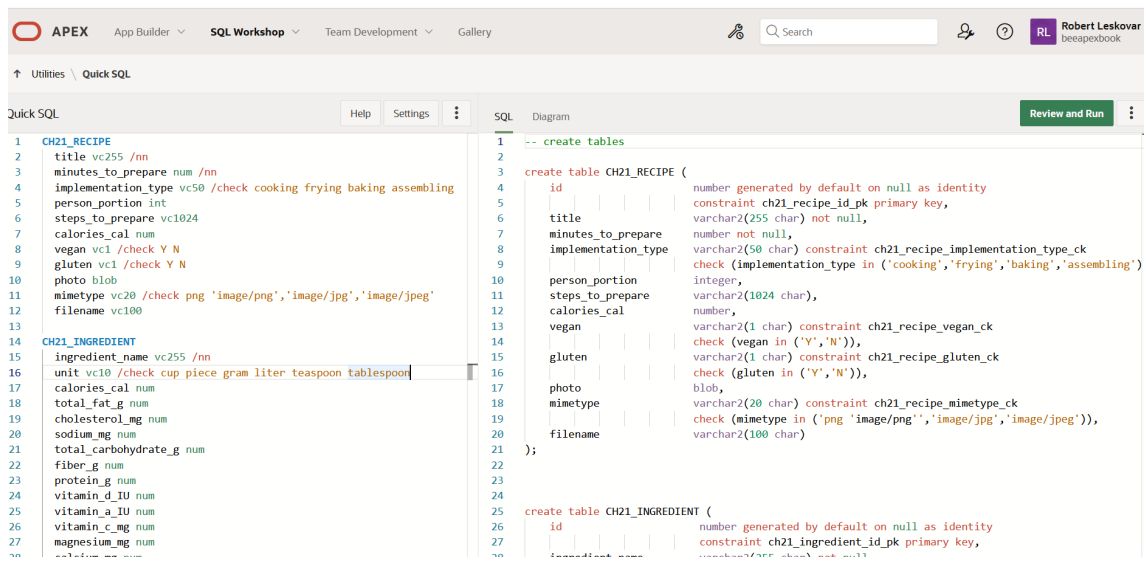 APEX App Builder SQL Workshop Team Development Gallery Search Robert Leskovar
RL beeapexbook
↑ Utilities \ Quick SQL
Quick SQL Help Settings
1 CH21_RECIPE
2 title vc255 /nn
3 minutes_to_prepare num /nn
4 implementation_type vc50 /check cooking frying baking assembling
5 person_portion int
6 steps_to_prepare vc1024
7 calories_cal num
8 vegan vc1 /check Y N
9 gluten vc1 /check Y N
10 photo blob
11 mimetype vc20 /check png 'image/png','image/jpg','image/jpeg'
12 filename vc100
13
14 CH21_INGREDIENT
15 ingredient_name vc255 /nn
16 unit vc10 /check cup piece gram liter teaspoon tablespoon
17 calories_cal num
18 total_fat_g num
19 cholesterol_mg num
20 sodium_mg num
21 total_carbohydrate_g num
22 fiber_g num
23 protein_g num
24 vitamin_d_IU num
25 vitamin_a_IU num
26 vitamin_c_mg num
27 magnesium_mg num
SQL Diagram Review and Run
1 -- create tables
2
3 create table CH21_RECIPE (
4 id number generated by default on null as identity
5 constraint ch21_recipe_id_pk primary key,
6 title varchar2(255 char) not null,
7 minutes_to_prepare number not null,
8 implementation_type varchar2(50 char) constraint ch21_recipe_implementation_type_ck
9 check (implementation_type in ('cooking','frying','baking','assembling')
10 person_portion integer,
11 steps_to_prepare varchar2(1024 char),
12 calories_cal number,
13 vegan varchar2(1 char) constraint ch21_recipe_vegan_ck
14 check (vegan in ('Y','N')),
15 gluten varchar2(1 char) constraint ch21_recipe_gluten_ck
16 check (gluten in ('Y','N')),
17 photo blob,
18 mimetype varchar2(20 char) constraint ch21_recipe_mimetype_ck
19 check (mimetype in ('png 'image/png'','image/jpg','image/jpeg')),
20 filename varchar2(100 char)
21 );
22
23
24
25 create table CH21_INGREDIENT (
26 id number generated by default on null as identity
27 constraint ch21_ingredient_id_pk primary key,